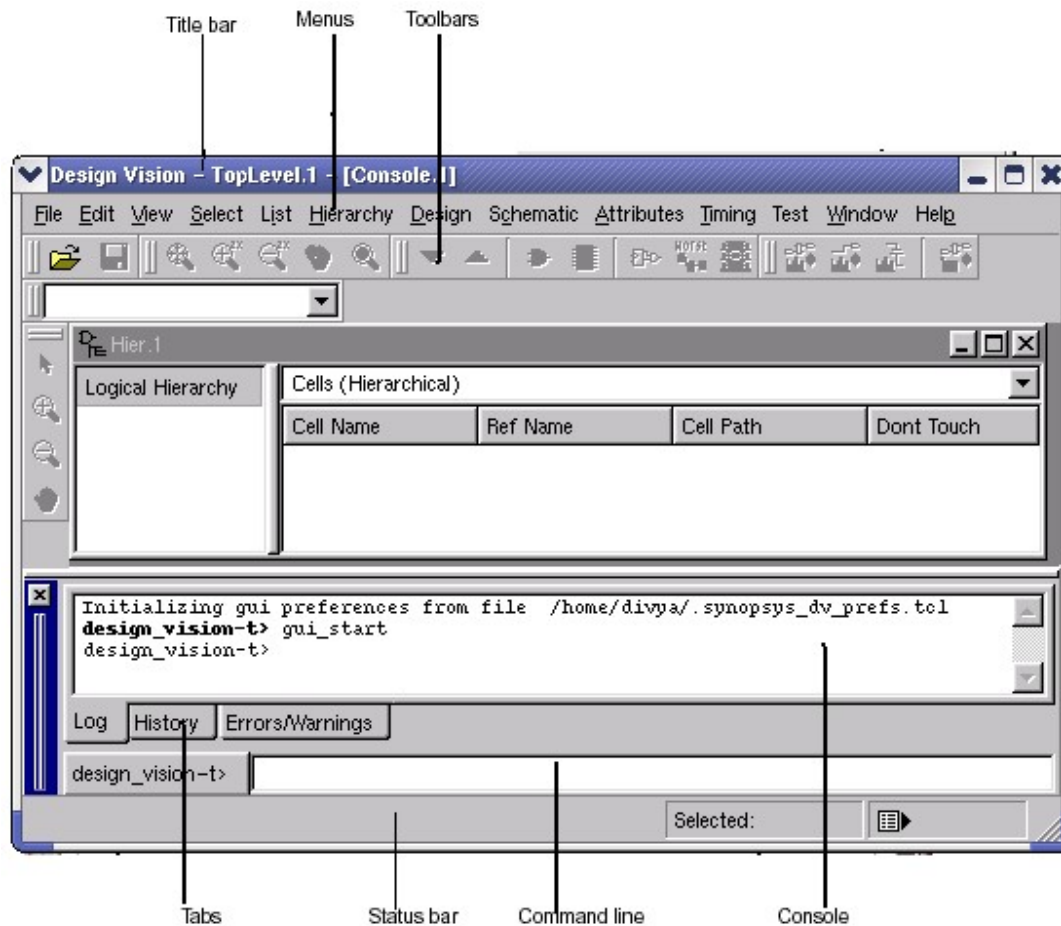 Title bar Menus Toolbars
Design Vision - TopLevel.1 - [Console.1]
File Edit View Select List Hierarchy Design Schematic Attributes Timing Test Window Help
2X 2X
Hier.1
Logical Hierarchy
Cells (Hierarchical)
Cell Name Ref Name Cell Path Dont Touch
Initializing gui preferences from file /home/divya/.synopsys_dv_prefs.tcl
design_vision-t> gui_start
design_vision-t>
Log History Errors/Warnings
design_vision-t>
Selected:
Tabs Status bar Command line Console